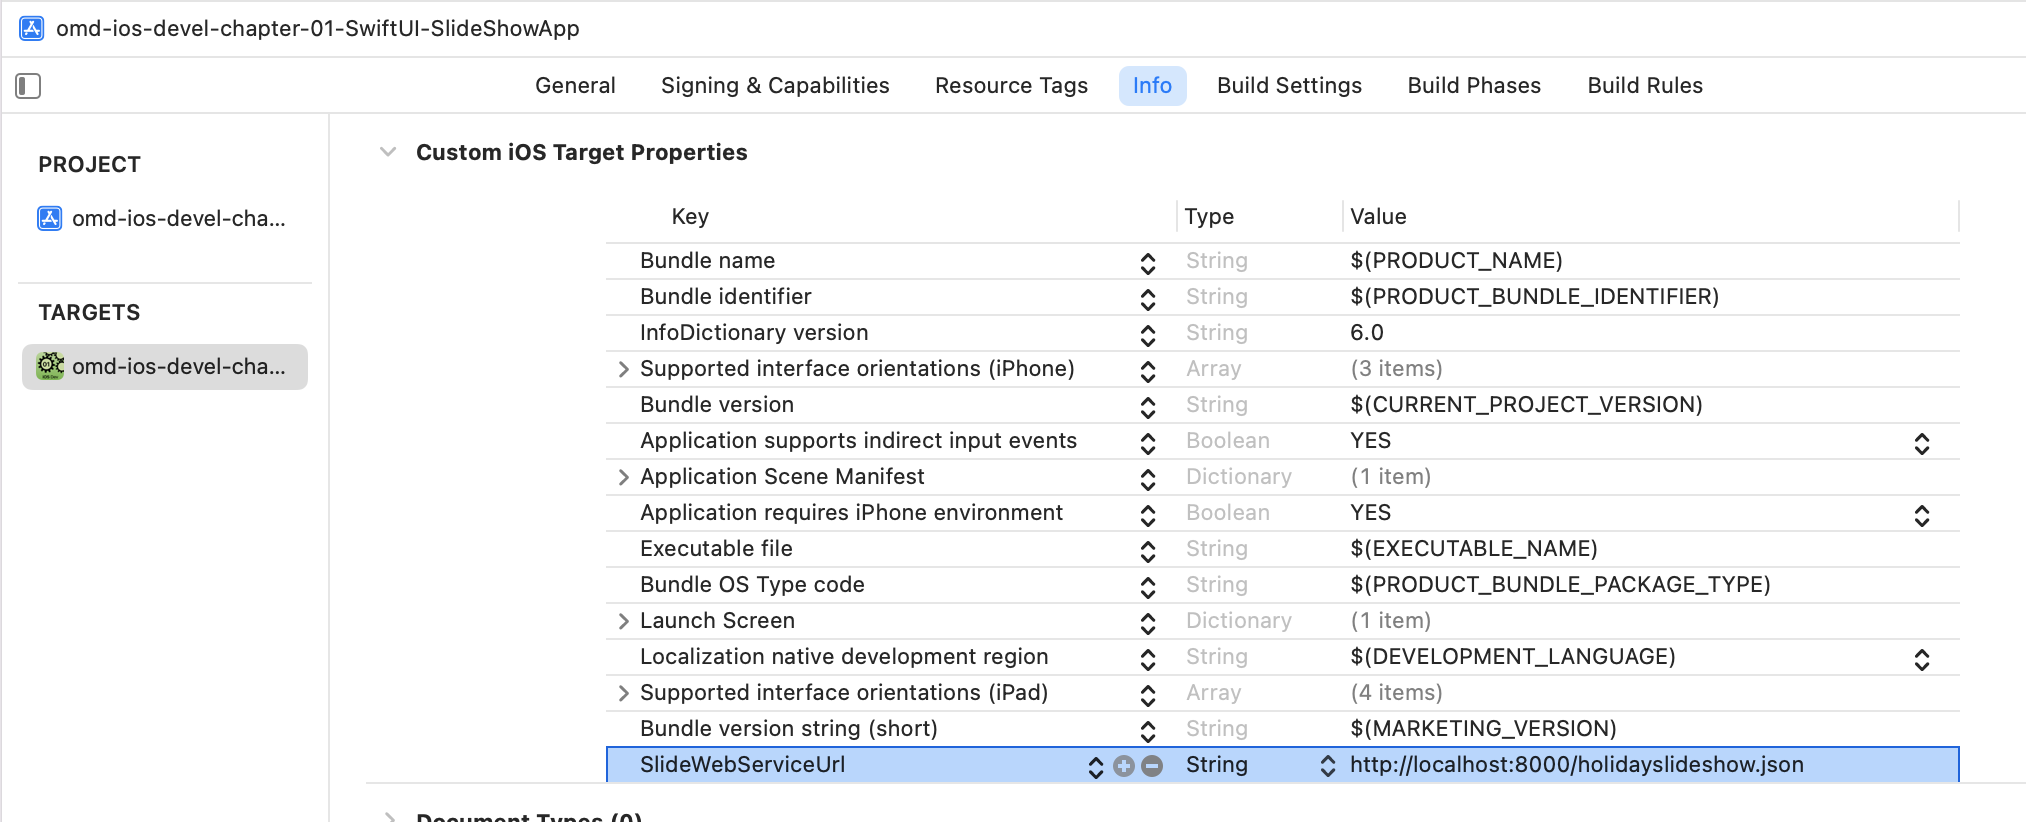 omd-ios-devel-chapter-01-SwiftUI-SlideShowApp
General Signing & Capabilities Resource Tags Info Build Settings Build Phases Build Rules
PROJECT
omd-ios-devel-cha...
TARGETS
omd-ios-devel-cha...
Custom iOS Target Properties
Key Type Value
Bundle name String $(PRODUCT_NAME)
Bundle identifier String $(PRODUCT_BUNDLE_IDENTIFIER)
InfoDictionary version String 6.0
Supported interface orientations (iPhone) Array (3 items)
Bundle version String $(CURRENT_PROJECT_VERSION)
Application supports indirect input events Boolean YES
Application Scene Manifest Dictionary (1 item)
Application requires iPhone environment Boolean YES
Executable file String $(EXECUTABLE_NAME)
Bundle OS Type code String $(PRODUCT_BUNDLE_PACKAGE_TYPE)
Launch Screen Dictionary (1 item)
Localization native development region String $(DEVELOPMENT_LANGUAGE)
Supported interface orientations (iPad) Array (4 items)
Bundle version string (short) String $(MARKETING_VERSION)
SlideWebServiceUrl String http://localhost:8000/holidayslideshow.json
Document Types (0)